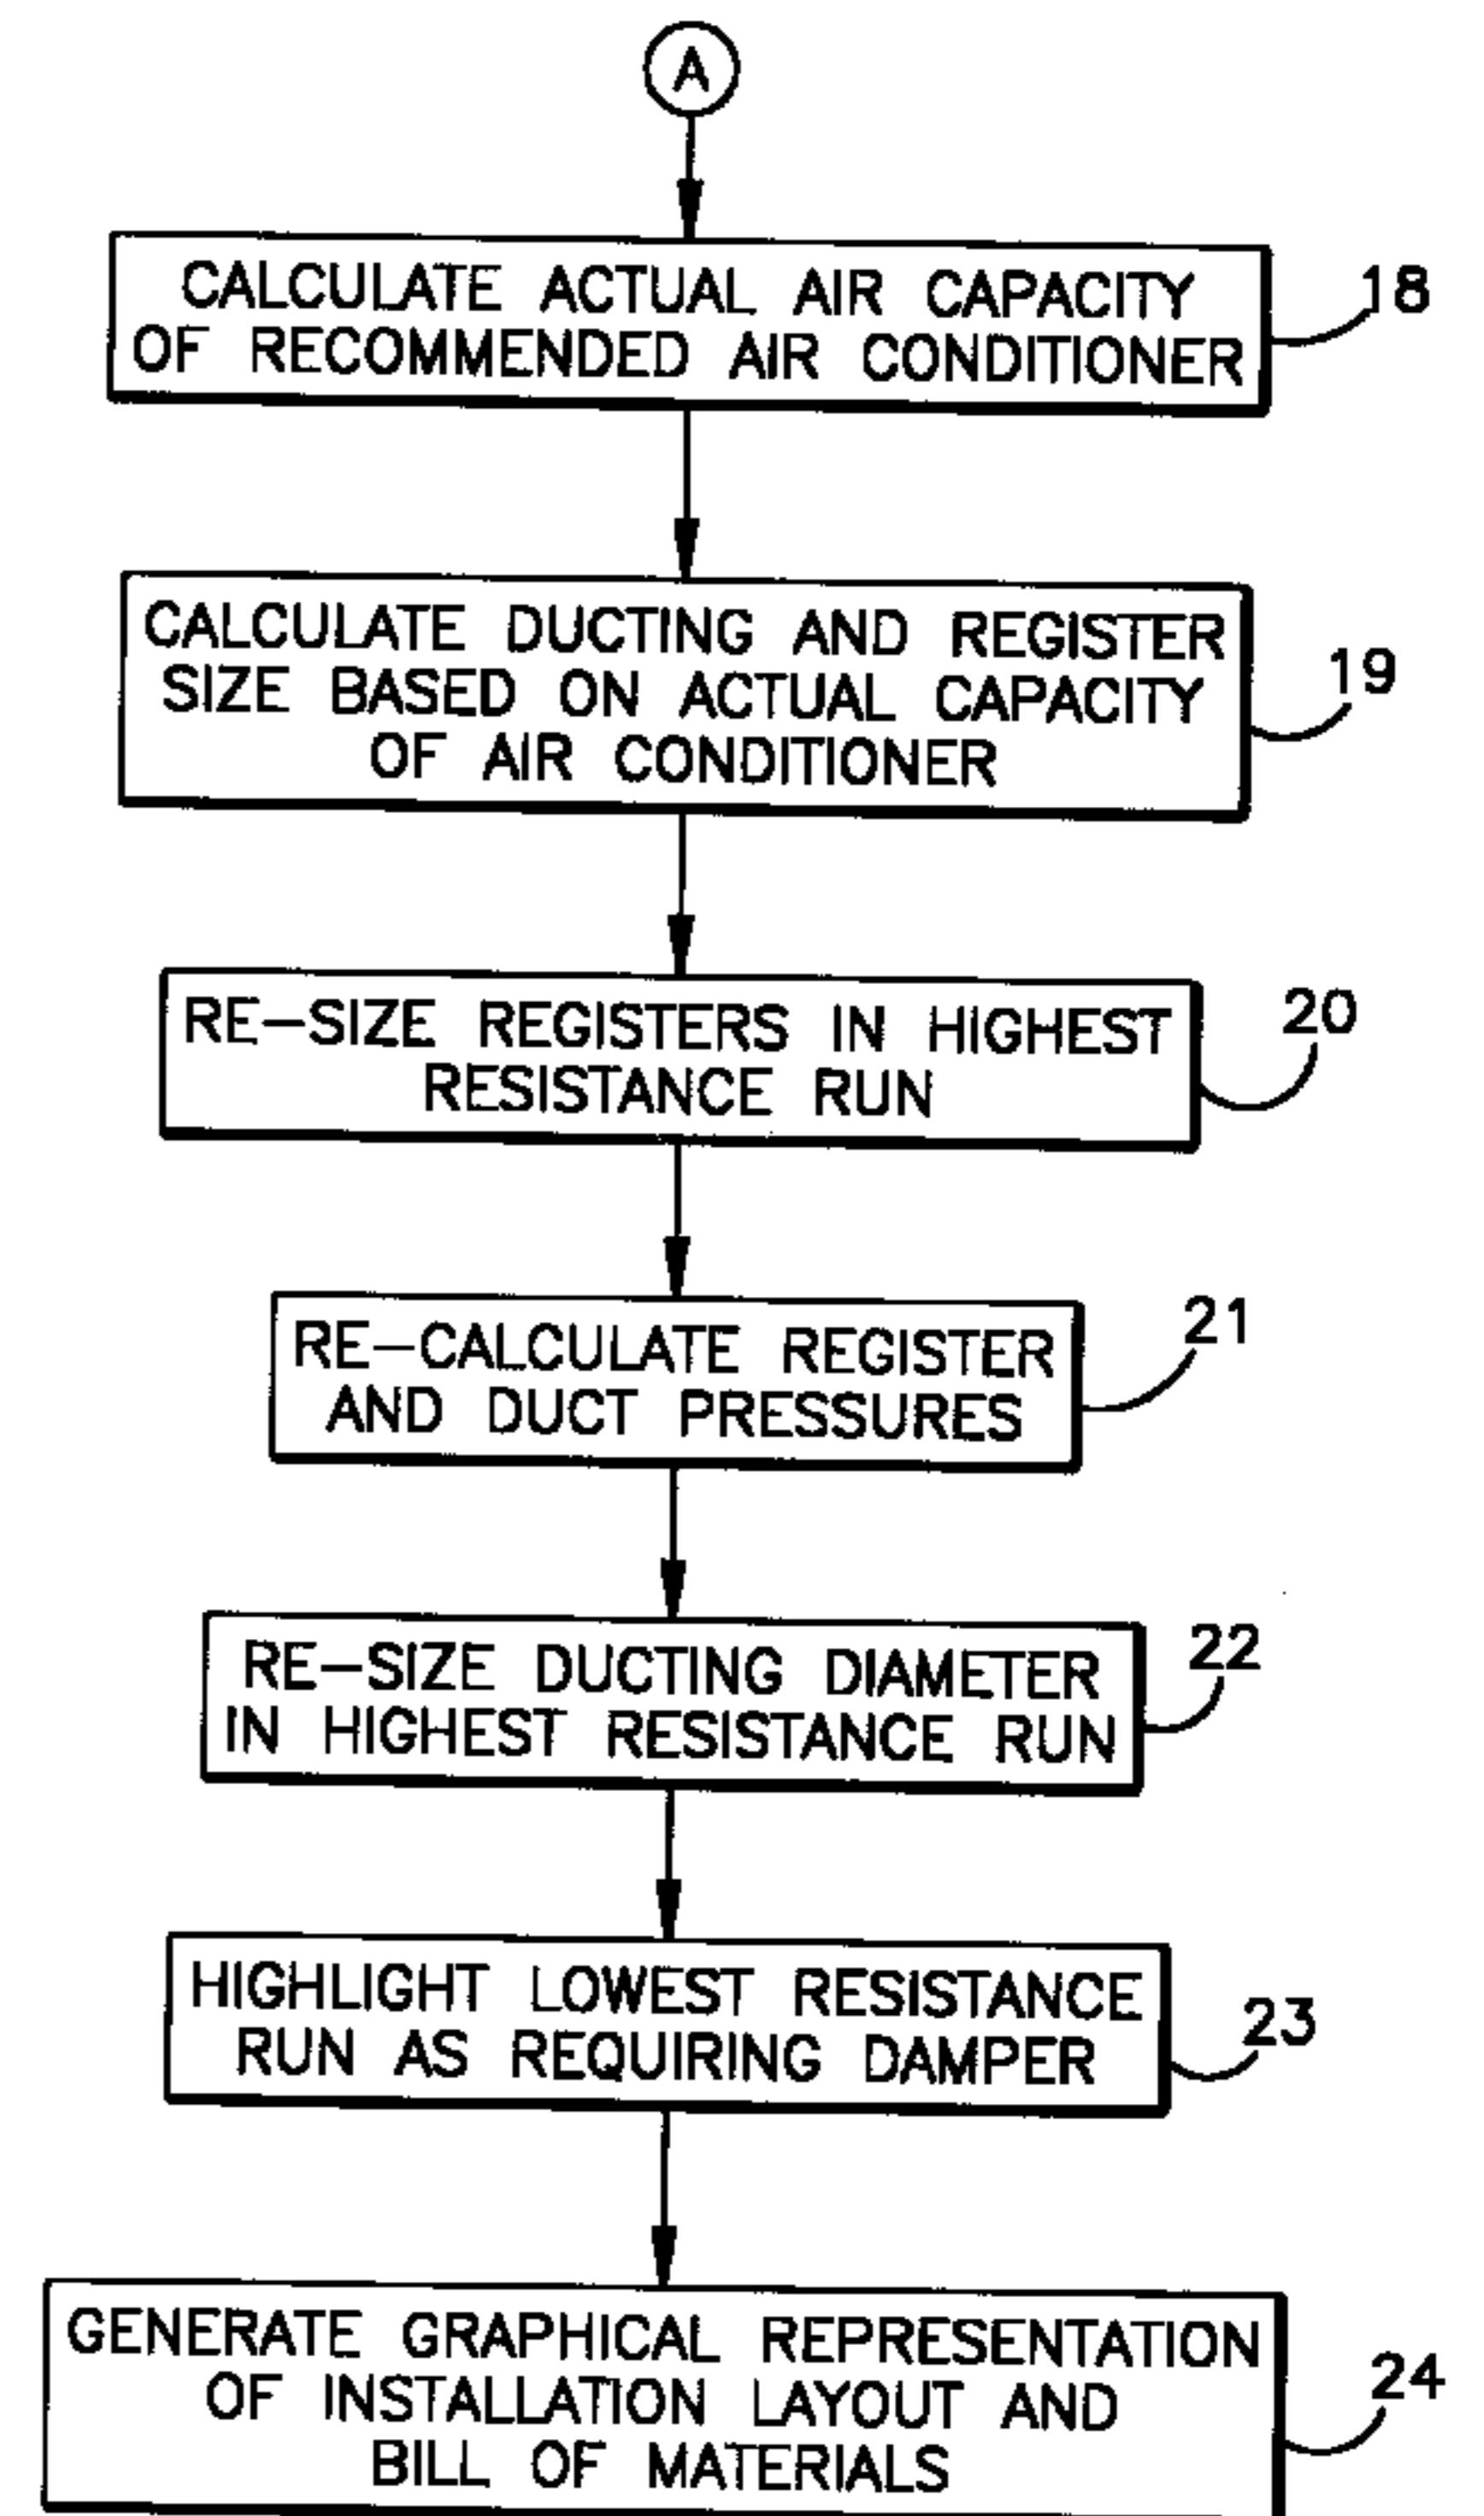 A
CALCULATE ACTUAL AIR CAPACITY
OF RECOMMENDED AIR CONDITIONER
18
CALCULATE DUCTING AND REGISTER
SIZE BASED ON ACTUAL CAPACITY
OF AIR CONDITIONER
19
RE-SIZE REGISTERS IN HIGHEST
RESISTANCE RUN
20
RE-CALCULATE REGISTER
AND DUCT PRESSURES
21
RE-SIZE DUCTING DIAMETER
IN HIGHEST RESISTANCE RUN
22
HIGHLIGHT LOWEST RESISTANCE
RUN AS REQUIRING DAMPER
23
GENERATE GRAPHICAL REPRESENTATION
OF INSTALLATION LAYOUT AND
BILL OF MATERIALS
24